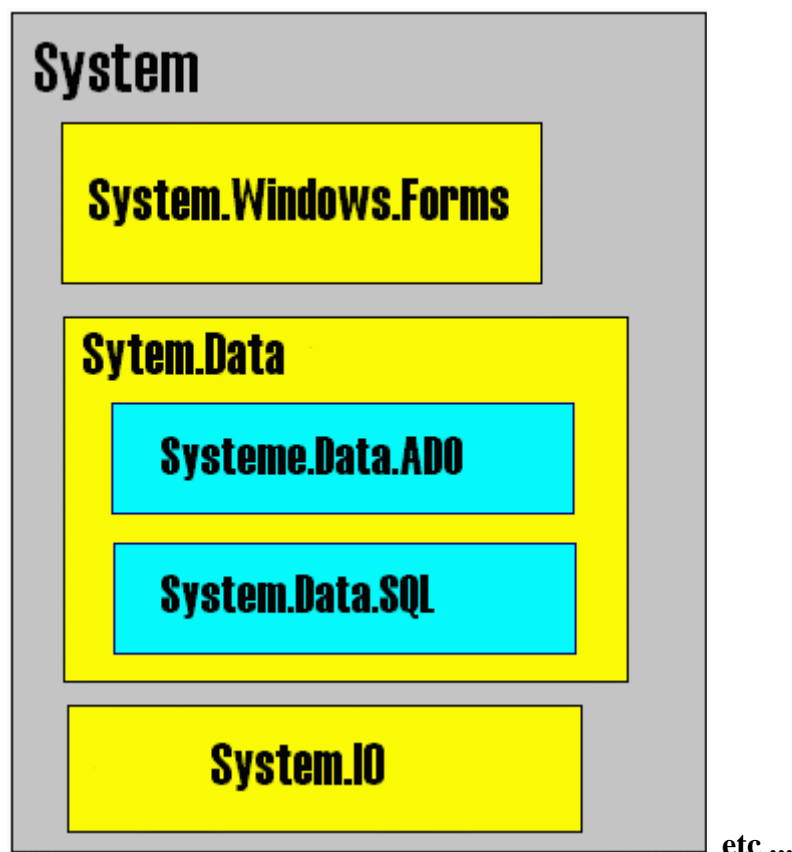 System
System.Windows.Forms
Sytem.Data
Systeme.Data.ADO
System.Data.SQL
System.IO
etc ...